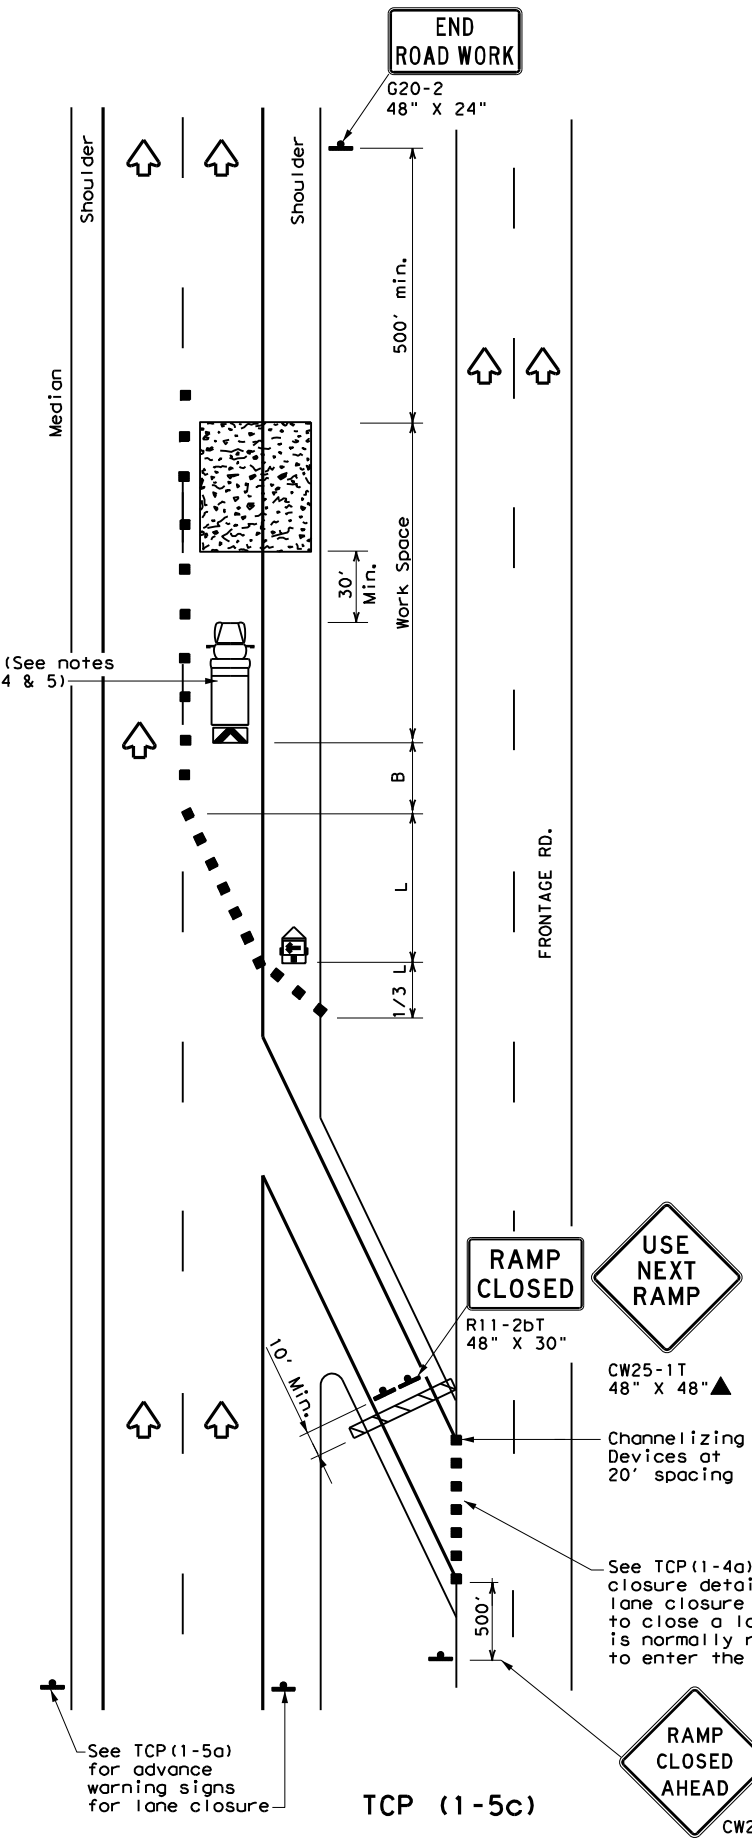 END
ROAD WORK
G20-2
48" X 24"
Shoulder
Shoulder
500' min.
Median
30'
Min.
Work Space
(See notes
4 & 5)
B
L
1/3 L
FRONTAGE RD.
RAMP
CLOSED
R11-2bT
48" X 30"
USE
NEXT
RAMP
CW25-1T
48" X 48"
10' Min.
Channelizing
Devices at
20' spacing
See TCP(1-4a)
closure
lane closure
to close a
is normally
to enter the
500'
See TCP(1-5a)
for advance
warning signs
for lane closure
RAMP
CLOSED
AHEAD
TCP (1-5c)